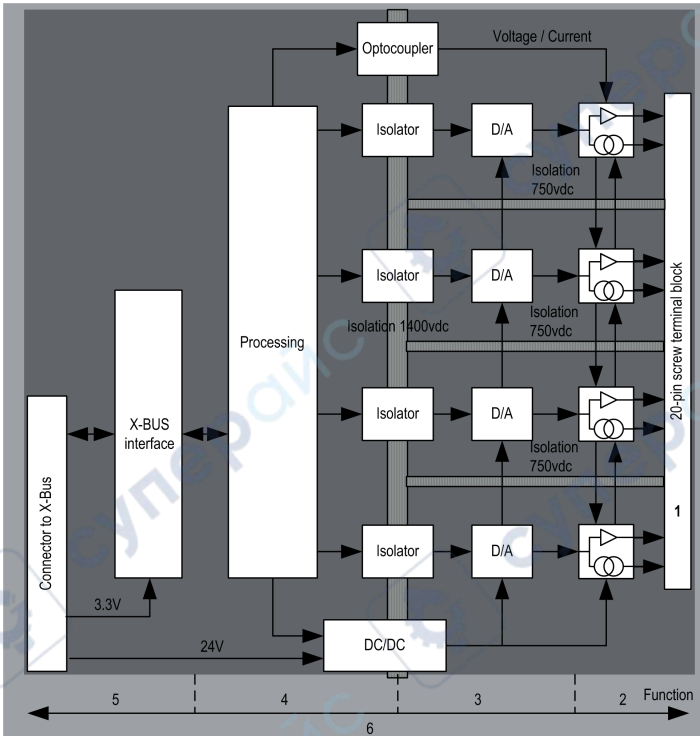 Voltage / Current
Optocoupler
Isolator
D/A
Isolation
750vdc
Isolator
D/A
Isolation
750vdc
Isolation 1400vdc
Processing
20-pin screw terminal block
X-BUS
interface
Isolator
D/A
Isolation
750vdc
Connector to X-Bus
1
Isolator
D/A
3.3V
24V
DC/DC
5
4
3
2
Function
6
супердйс